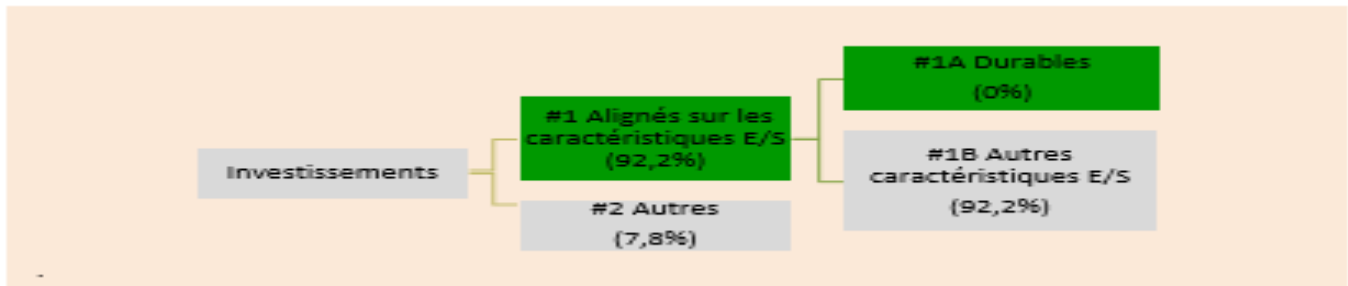 #1A Durables
(0%)
#1 Alignés sur les
caractéristiques E/S
(92,2%)
Investissements
#1B Autres
caractéristiques E/S
(92,2%)
#2 Autres
(7,8%)
-